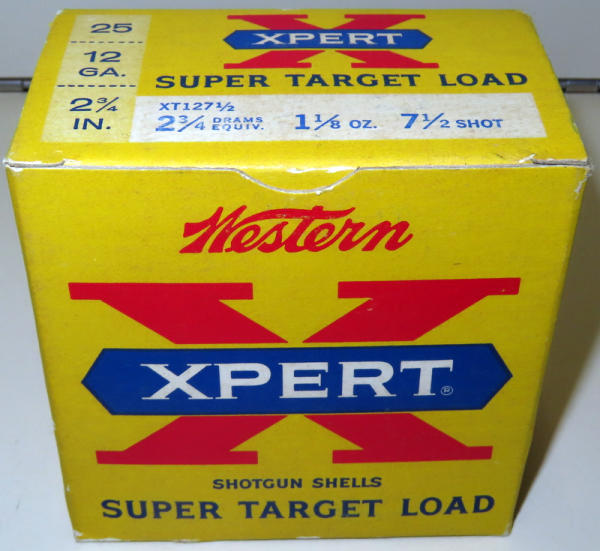 25
12
GA.
2¾
IN.
XPERT
SUPER TARGET LOAD
XT127½
2¾ DRAMS EQUIV. 1⅛ OZ. 7½ SHOT
Western
XPERT®
SHOTGUN SHELLS
SUPER TARGET LOAD